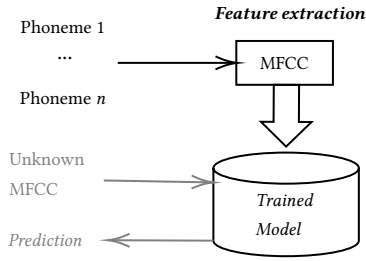 Feature extraction
Phoneme 1
...
Phoneme n
MFCC
Unknown
MFCC
Trained
Model
Prediction